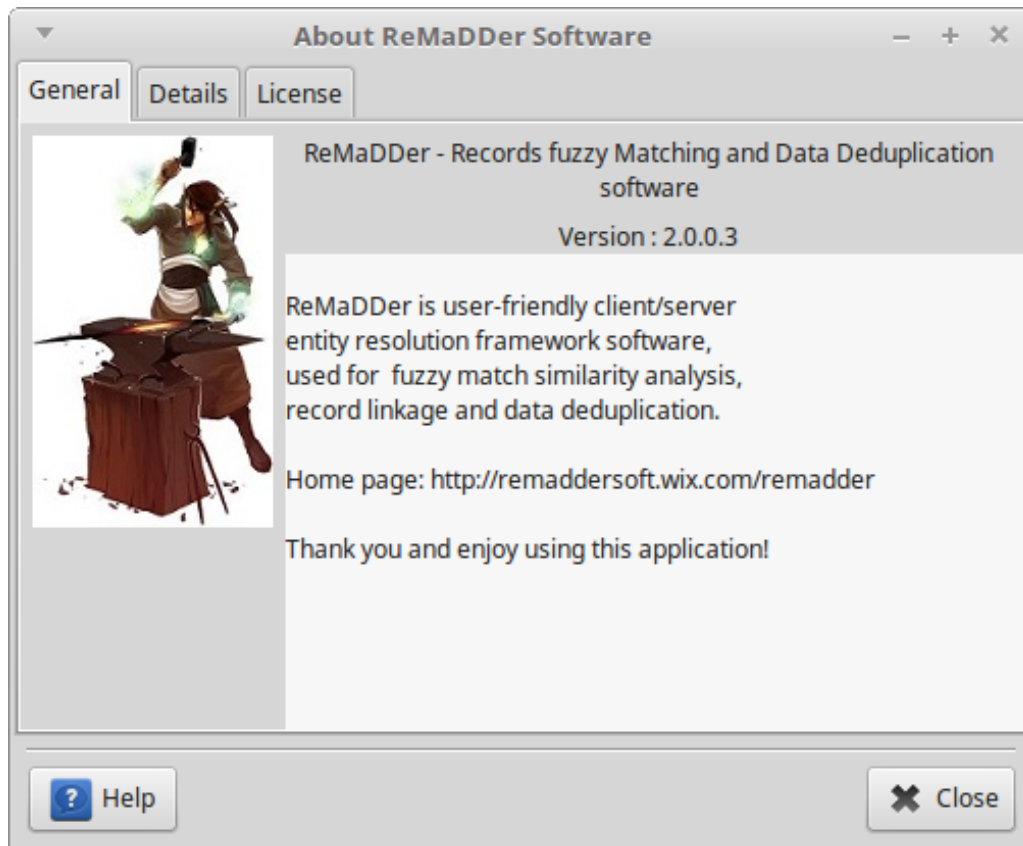 About ReMaDDer Software
General
Details
License
ReMaDDer - Records fuzzy Matching and Data Deduplication
software
Version : 2.0.0.3
ReMaDDer is user-friendly client/server
entity resolution framework software,
used for  fuzzy match similarity analysis,
record linkage and data deduplication.
Home page: http://remaddersoft.wix.com/remadder
Thank you and enjoy using this application!
Help
Close